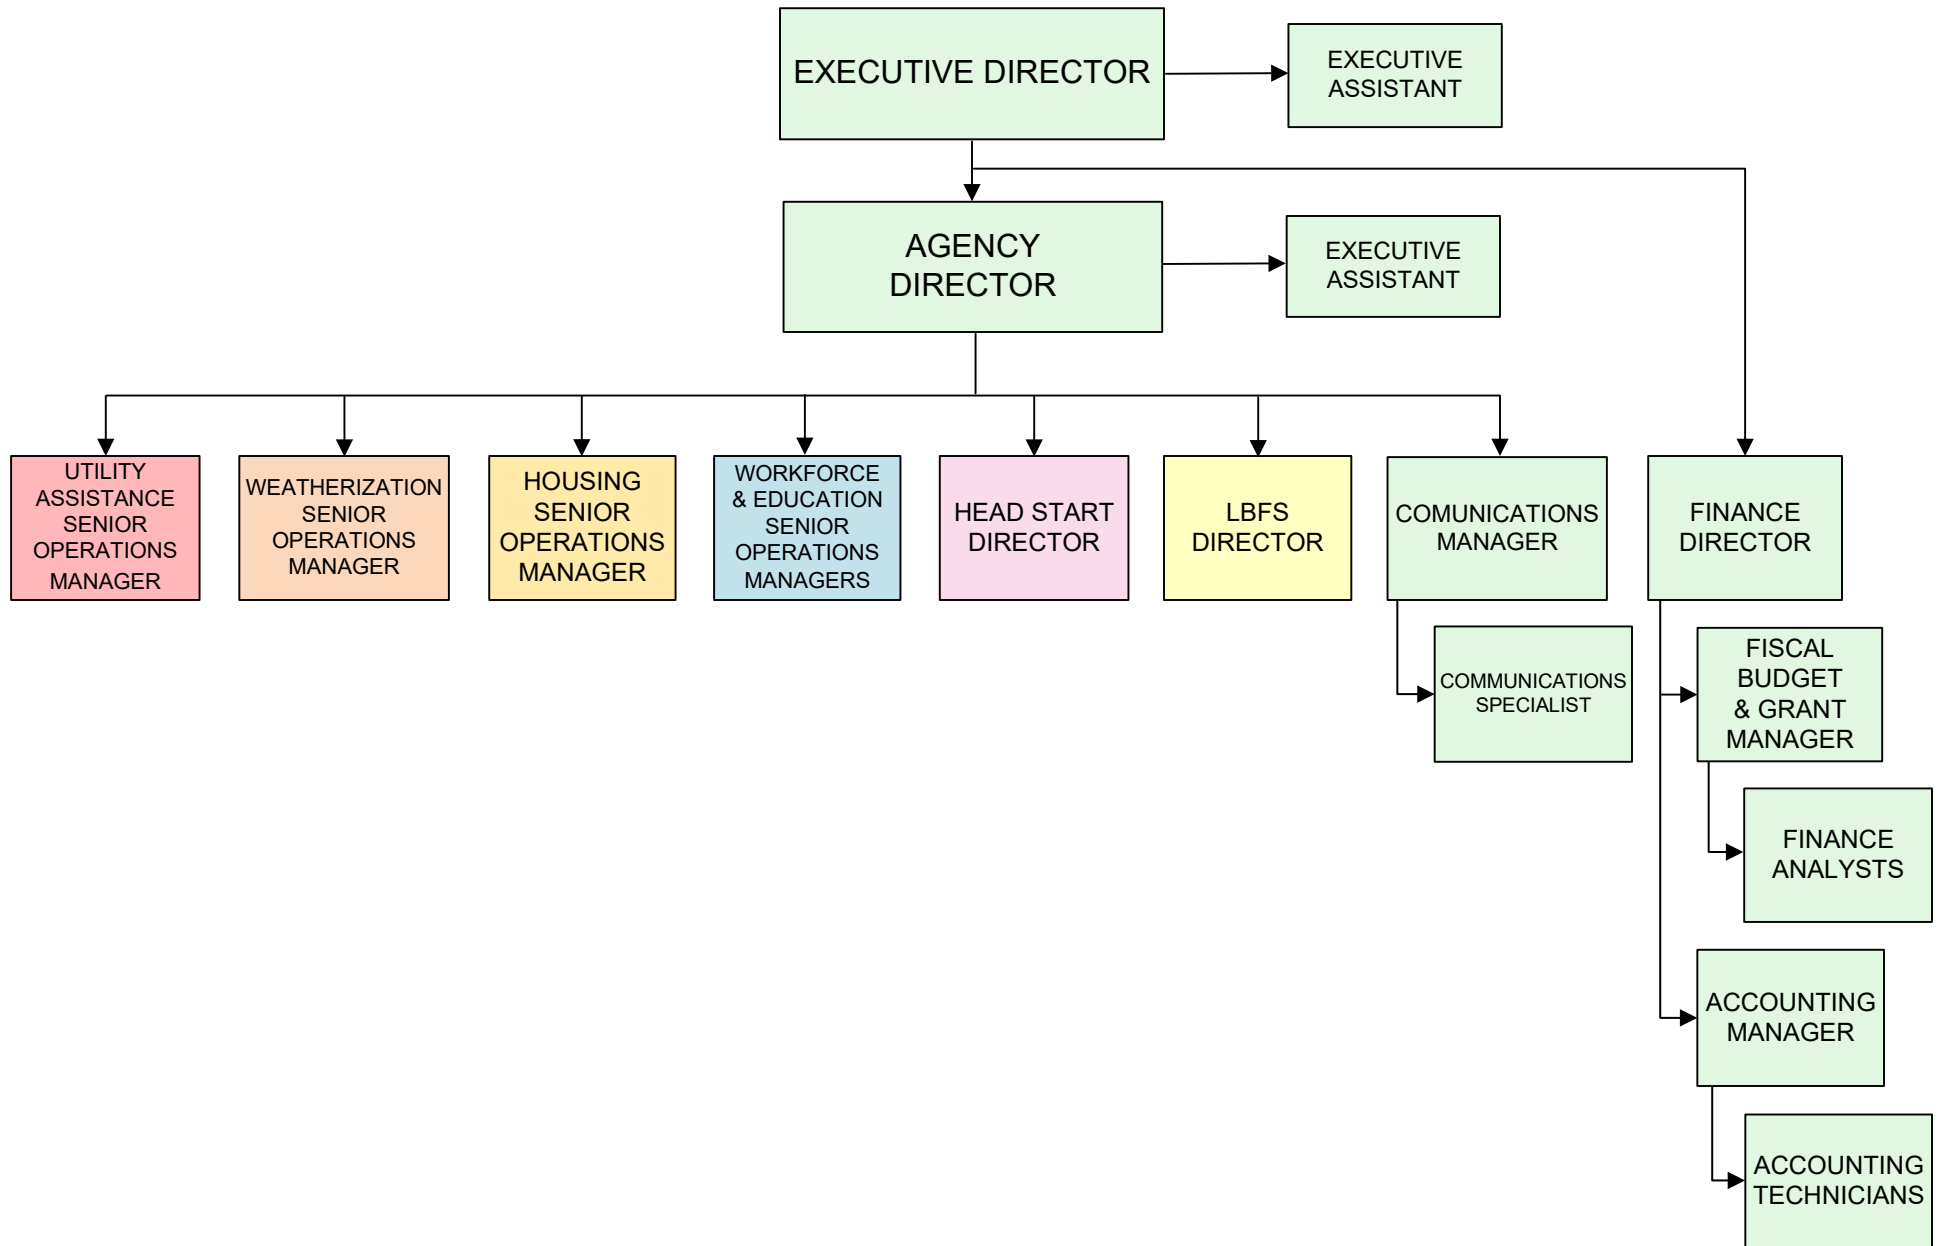 EXECUTIVE DIRECTOR
EXECUTIVE
ASSISTANT
AGENCY
DIRECTOR
EXECUTIVE
ASSISTANT
UTILITY
ASSISTANCE
SENIOR
OPERATIONS
MANAGER
WEATHERIZATION
SENIOR
OPERATIONS
MANAGER
HOUSING
SENIOR
OPERATIONS
MANAGER
WORKFORCE
& EDUCATION
SENIOR
OPERATIONS
MANAGERS
HEAD START
DIRECTOR
LBFS
DIRECTOR
COMUNICATIONS
MANAGER
FINANCE
DIRECTOR
COMMUNICATIONS
SPECIALIST
FISCAL
BUDGET
& GRANT
MANAGER
FINANCE
ANALYSTS
ACCOUNTING
MANAGER
ACCOUNTING
TECHNICIANS